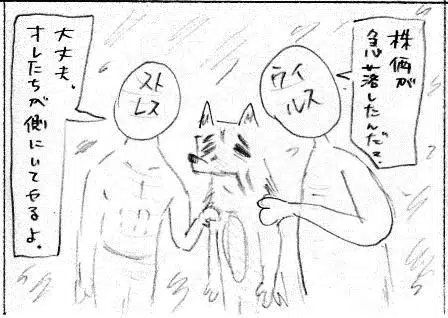 株価が
急落したんだ
ウイ
ルス
スト
レス
大丈夫、
オレたちが側にいてやるよ。